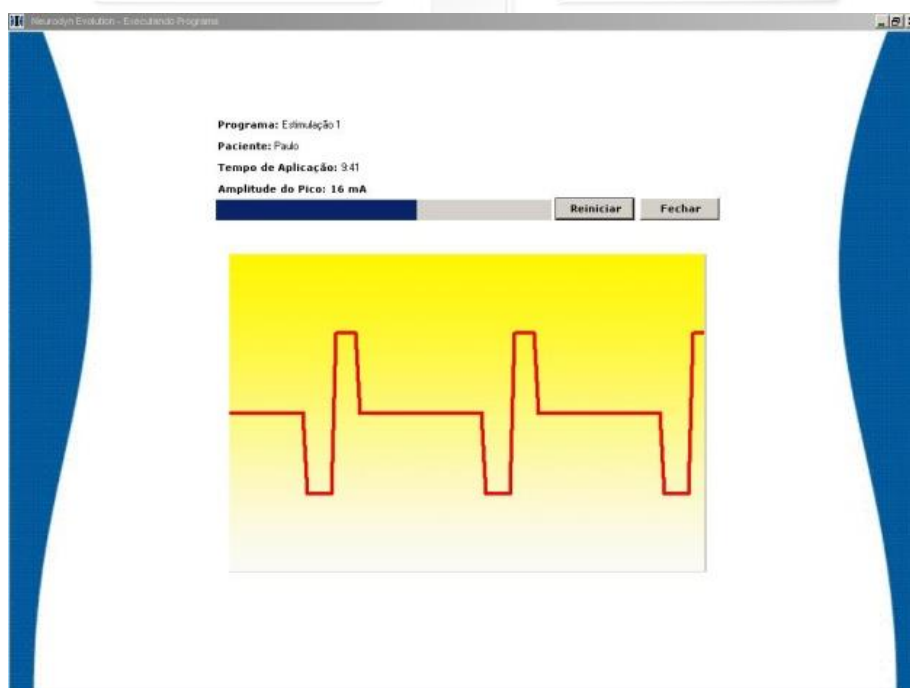 Neurodyn Evolution - Executando Programa
Programa: Estimulação 1
Paciente: Paulo
Tempo de Aplicação: 9:41
Amplitude do Pico: 16 mA
Reiniciar Fechar